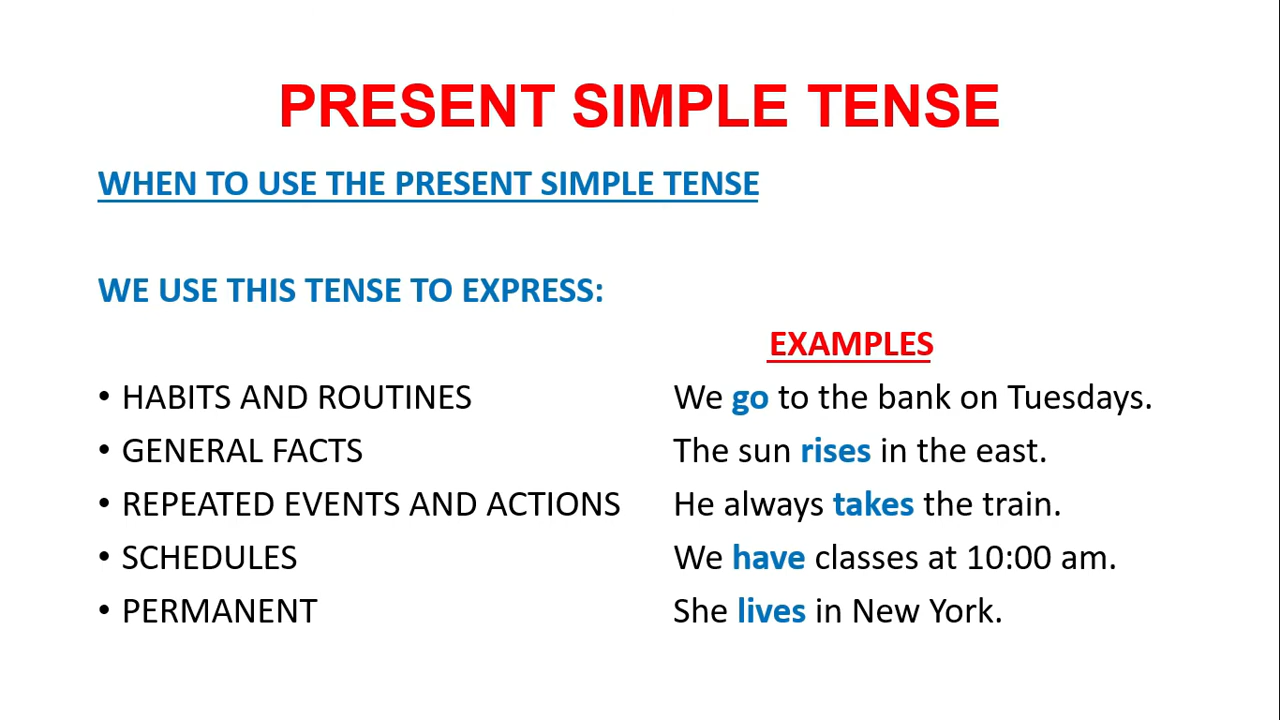 PRESENT SIMPLE TENSE
WHEN TO USE THE PRESENT SIMPLE TENSE
WE USE THIS TENSE TO EXPRESS:
EXAMPLES
• HABITS AND ROUTINES We go to the bank on Tuesdays.
• GENERAL FACTS The sun rises in the east.
• REPEATED EVENTS AND ACTIONS He always takes the train.
• SCHEDULES We have classes at 10:00 am.
• PERMANENT She lives in New York.